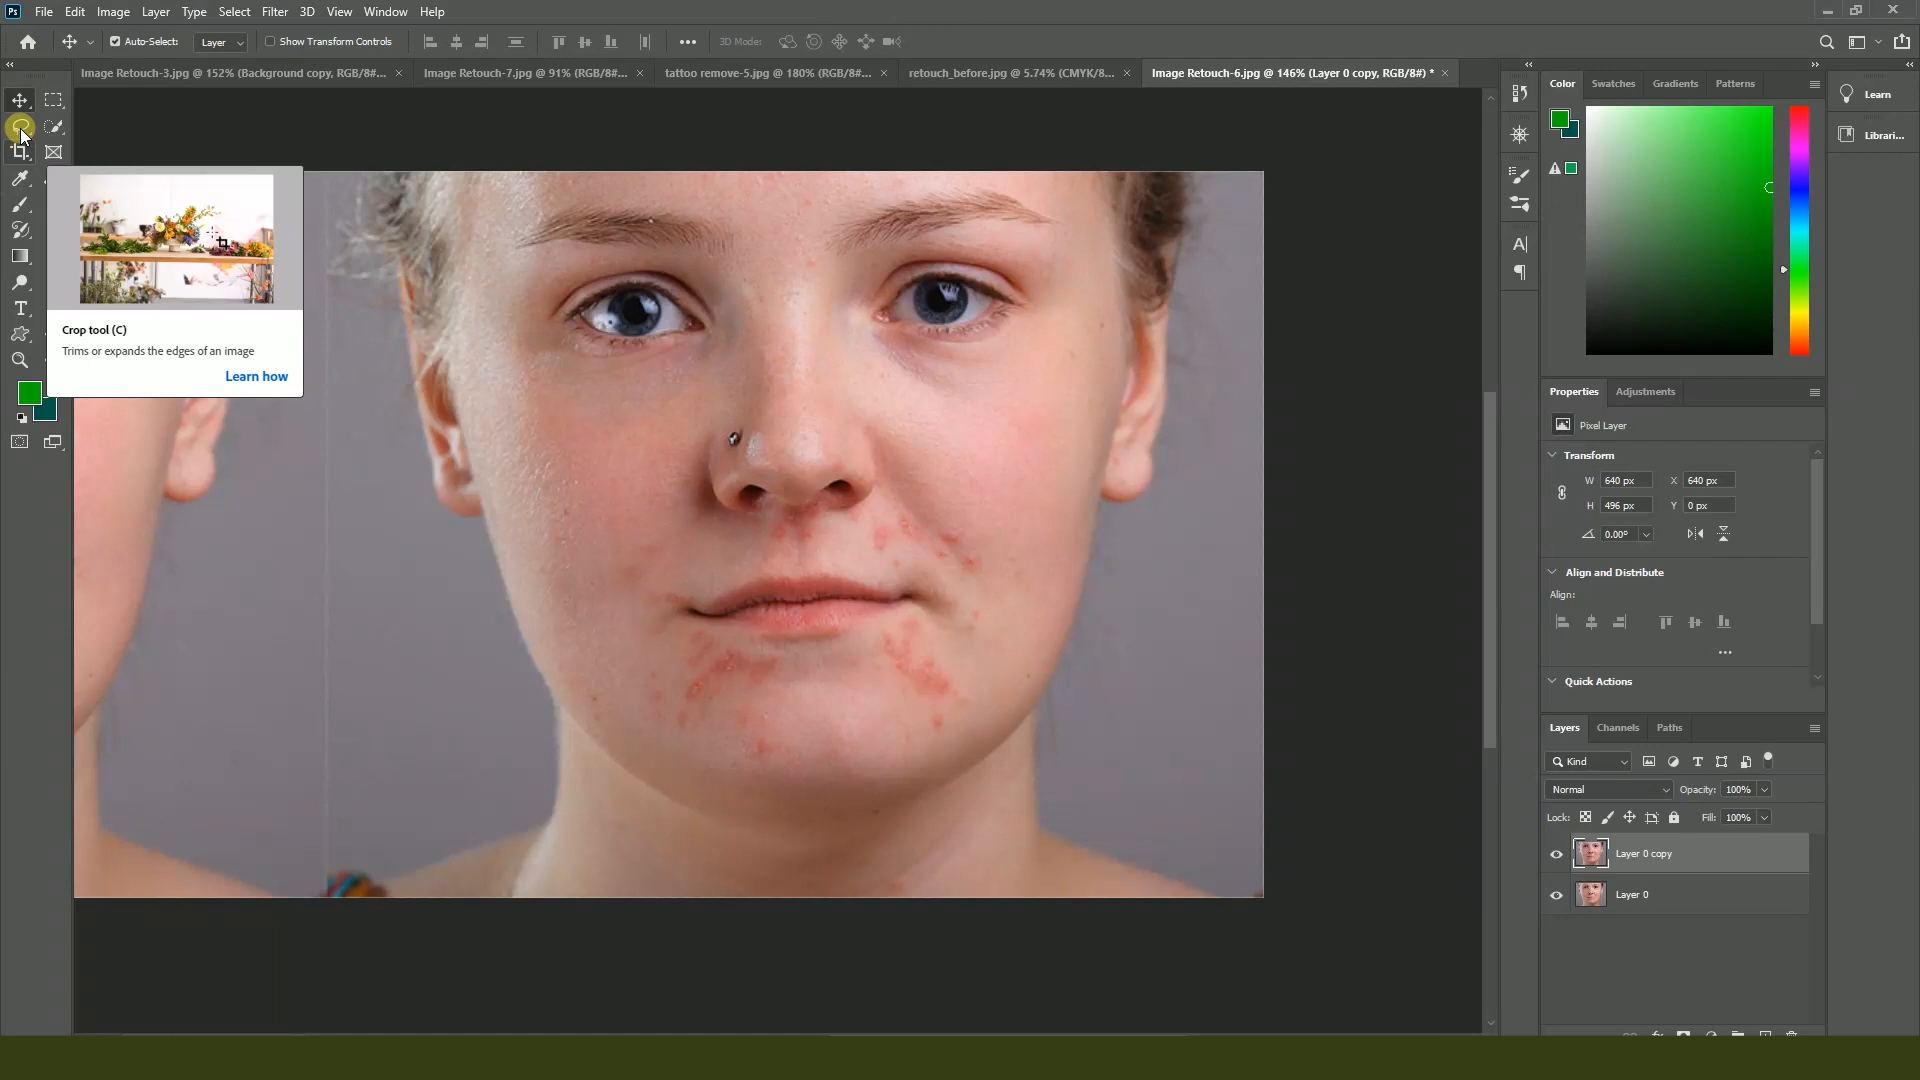 Ps File Edit Image Layer Type Select Filter 3D View Window Help
Auto-Select: Layer Show Transform Controls 3D Mode:
Image Retouch-3.jpg @ 152% (Background copy, RGB/8#... × Image Retouch-7.jpg @ 91% (RGB/8#... × tattoo remove-5.jpg @ 180% (RGB/8#... × retouch_before.jpg @ 5.74% (CMYK/8... × Image Retouch-6.jpg @ 146% (Layer 0 copy, RGB/8#) * ×
Color Swatches Gradients Patterns
Learn
Librari...
Crop tool (C)
Trims or expands the edges of an image
Learn how
Properties Adjustments
Pixel Layer
Transform
W 640 px X 640 px
H 496 px Y 0 px
0.00°
Align and Distribute
Align:
Quick Actions
Layers Channels Paths
Kind
Normal Opacity: 100%
Lock: Fill: 100%
Layer 0 copy
Layer 0